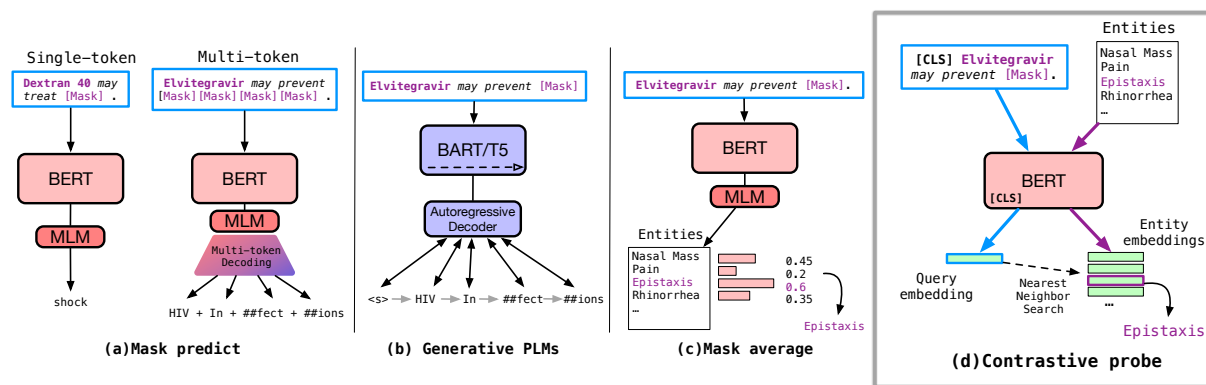 Single-token
Dextran 40 may
treat [Mask] .
BERT
MLM
shock
Multi-token
Elvitegravir may prevent
[Mask][Mask][Mask][Mask] .
BERT
MLM
Multi-token
Decoding
HIV + In + ##fect + ##ions
(a)Mask predict
Elvitegravir may prevent [Mask]
BART/T5
Autoregressive
Decoder
<s> HIV In ##fect ##ions
(b) Generative PLMs
Elvitegravir may prevent [Mask].
BERT
MLM
Entities
Nasal Mass
Pain
Epistaxis
Rhinorrhea
…
0.45
0.2
0.6
0.35
Epistaxis
(c)Mask average
[CLS] Elvitegravir
may prevent [Mask].
Entities
Nasal Mass
Pain
Epistaxis
Rhinorrhea
…
BERT
[CLS]
Query
embedding
Nearest
Neighbor
Search
Entity
embeddings
…
Epistaxis
(d)Contrastive probe